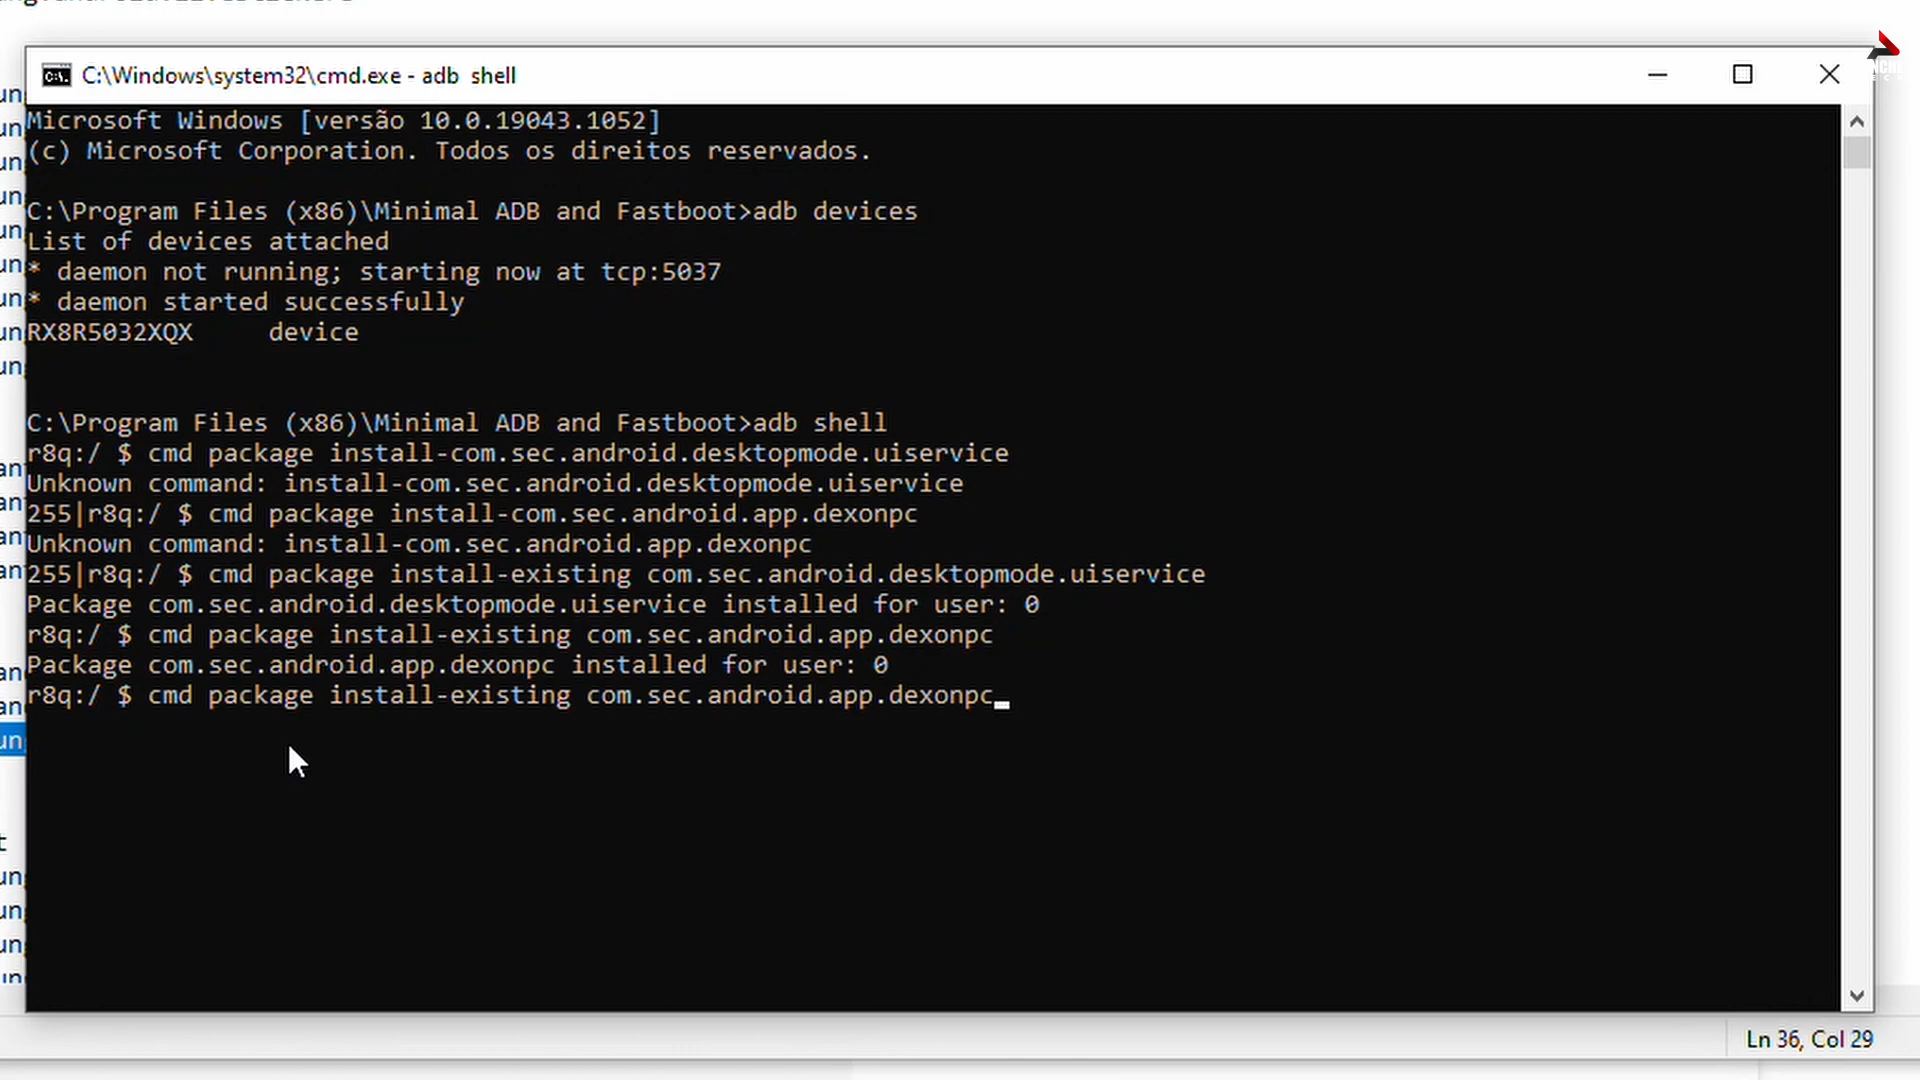 C:\Windows\system32\cmd.exe - adb  shell
Microsoft Windows [versão 10.0.19043.1052]
(c) Microsoft Corporation. Todos os direitos reservados.
C:\Program Files (x86)\Minimal ADB and Fastboot>adb devices
List of devices attached
* daemon not running; starting now at tcp:5037
* daemon started successfully
RX8R5032XQX     device
C:\Program Files (x86)\Minimal ADB and Fastboot>adb shell
r8q:/ $ cmd package install-com.sec.android.desktopmode.uiservice
Unknown command: install-com.sec.android.desktopmode.uiservice
255|r8q:/ $ cmd package install-com.sec.android.app.dexonpc
Unknown command: install-com.sec.android.app.dexonpc
255|r8q:/ $ cmd package install-existing com.sec.android.desktopmode.uiservice
Package com.sec.android.desktopmode.uiservice installed for user: 0
r8q:/ $ cmd package install-existing com.sec.android.app.dexonpc
Package com.sec.android.app.dexonpc installed for user: 0
r8q:/ $ cmd package install-existing com.sec.android.app.dexonpc
Ln 36, Col 29